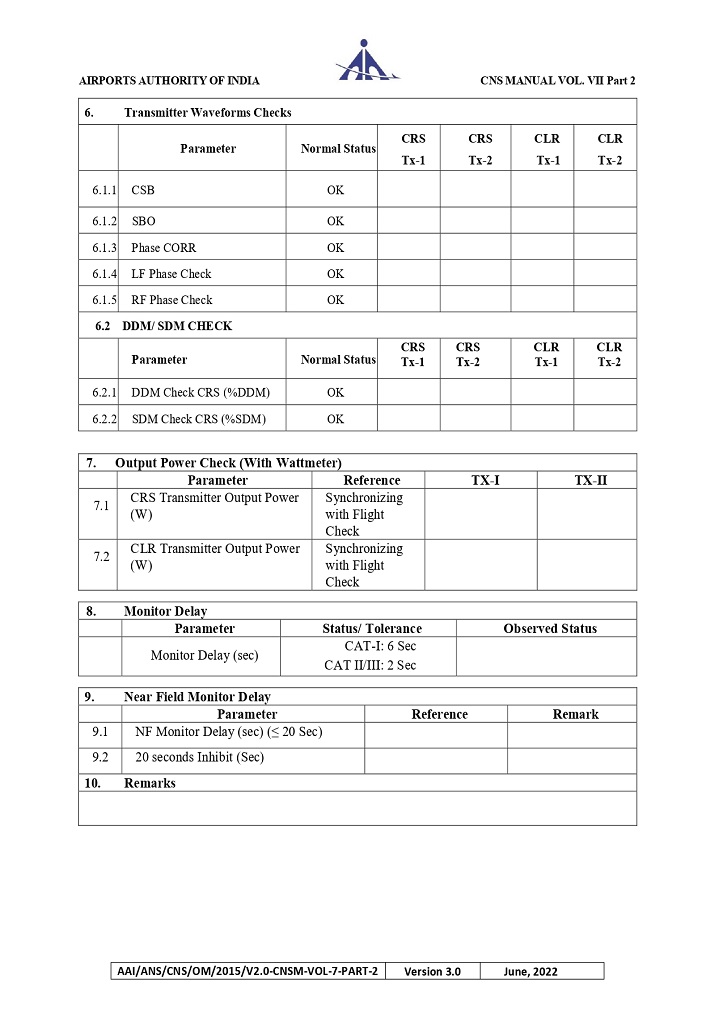 AIRPORTS AUTHORITY OF INDIA CNS MANUAL VOL. VII Part 2
6. Transmitter Waveforms Checks
Parameter Normal Status CRS Tx-1 CRS Tx-2 CLR Tx-1 CLR Tx-2
6.1.1 CSB OK
6.1.2 SBO OK
6.1.3 Phase CORR OK
6.1.4 LF Phase Check OK
6.1.5 RF Phase Check OK
6.2 DDM/ SDM CHECK
Parameter Normal Status CRS Tx-1 CRS Tx-2 CLR Tx-1 CLR Tx-2
6.2.1 DDM Check CRS (%DDM) OK
6.2.2 SDM Check CRS (%SDM) OK
7. Output Power Check (With Wattmeter)
Parameter Reference TX-I TX-II
7.1 CRS Transmitter Output Power (W) Synchronizing with Flight Check
7.2 CLR Transmitter Output Power (W) Synchronizing with Flight Check
8. Monitor Delay
Parameter Status/ Tolerance Observed Status
Monitor Delay (sec) CAT-I: 6 Sec
CAT II/III: 2 Sec
9. Near Field Monitor Delay
Parameter Reference Remark
9.1 NF Monitor Delay (sec) (≤ 20 Sec)
9.2 20 seconds Inhibit (Sec)
10. Remarks
AAI/ANS/CNS/OM/2015/V2.0-CNSM-VOL-7-PART-2 Version 3.0 June, 2022